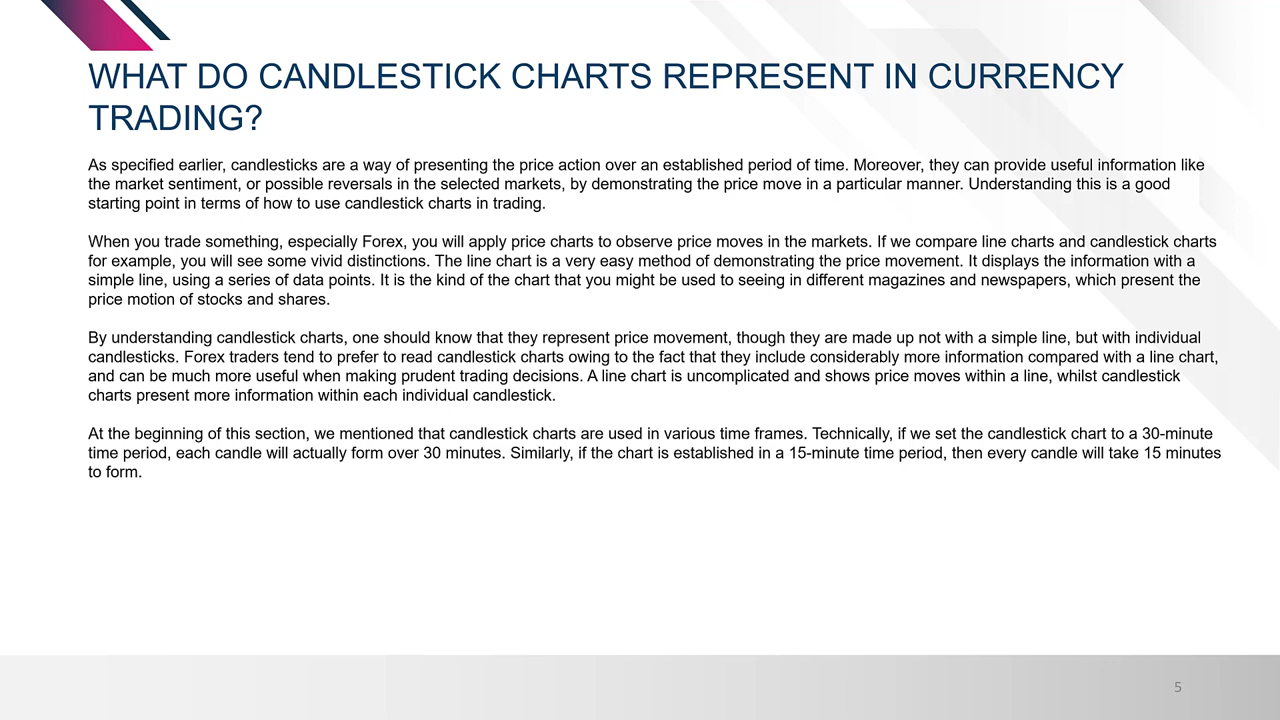 WHAT DO CANDLESTICK CHARTS REPRESENT IN CURRENCY
TRADING?
As specified earlier, candlesticks are a way of presenting the price action over an established period of time. Moreover, they can provide useful information like
the market sentiment, or possible reversals in the selected markets, by demonstrating the price move in a particular manner. Understanding this is a good
starting point in terms of how to use candlestick charts in trading.
When you trade something, especially Forex, you will apply price charts to observe price moves in the markets. If we compare line charts and candlestick charts
for example, you will see some vivid distinctions. The line chart is a very easy method of demonstrating the price movement. It displays the information with a
simple line, using a series of data points. It is the kind of the chart that you might be used to seeing in different magazines and newspapers, which present the
price motion of stocks and shares.
By understanding candlestick charts, one should know that they represent price movement, though they are made up not with a simple line, but with individual
candlesticks. Forex traders tend to prefer to read candlestick charts owing to the fact that they include considerably more information compared with a line chart,
and can be much more useful when making prudent trading decisions. A line chart is uncomplicated and shows price moves within a line, whilst candlestick
charts present more information within each individual candlestick.
At the beginning of this section, we mentioned that candlestick charts are used in various time frames. Technically, if we set the candlestick chart to a 30-minute
time period, each candle will actually form over 30 minutes. Similarly, if the chart is established in a 15-minute time period, then every candle will take 15 minutes
to form.
5